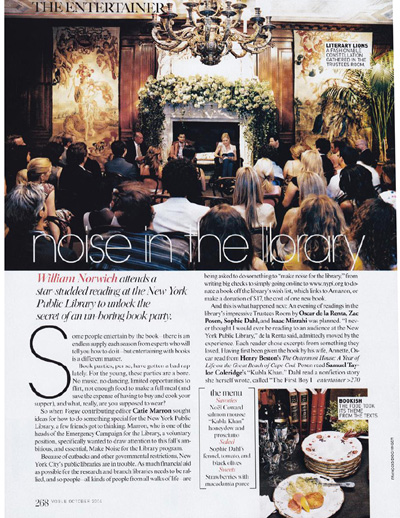 THE ENTERTAINER
LITERARY LIONS
A FASHIONABLE
CONSTELLATION
GATHERED IN THE
TRUSTEES ROOM.
noise in the library
William Norwich attends a
star-studded reading at the New York
Public Library to unlock the
secret of an un-boring book party.
Some people entertain by the book—there is an
endless supply each season from experts who will
tell you how to do it—but entertaining with books
is a different matter.
Book parties, per se, have gotten a bad rap
lately. For the young, these parties are a bore.
No music, no dancing, limited opportunities to
flirt, not enough food to make a full meal (and
save the expense of having to buy and cook your
supper), and what, really, are you supposed to wear?
So when Vogue contributing editor Catie Marron sought
ideas for how to do something special for the New York Public
Library, a few friends got to thinking. Marron, who is one of the
heads of the Emergency Campaign for the Library, a voluntary
position, specifically wanted to draw attention to this fall's am-
bitious, and essential, Make Noise for the Library program.
Because of cutbacks and other governmental restrictions, New
York City's public libraries are in trouble. As much financial aid
as possible for the research and branch libraries needs to be ral-
lied, and so people—all kinds of people from all walks of life—are
being asked to do something to "make noise for the library," from
writing big checks to simply going on-line to www.nypl.org to do-
nate a book off the library's wish list, which links to Amazon, or
make a donation of $17, the cost of one new book.
And this is what happened next: An evening of readings in the
library's impressive Trustees Room by Oscar de la Renta, Zac
Posen, Sophie Dahl, and Isaac Mizrahi was planned. "I nev-
er thought I would ever be reading to an audience at the New
York Public Library," de la Renta said, admittedly moved by the
experience. Each reader chose excerpts from something they
loved. Having first been given the book by his wife, Annette, Os-
car read from Henry Beston's The Outermost House: A Year of
Life on the Great Beach of Cape Cod. Posen read Samuel Tay-
lor Coleridge's "Kubla Khan." Dahl read a nonfiction story
she herself wrote, called "The First Boy I entertainer >270
the menu
Starters
Noël Coward
salmon mousse
"Kubla Khan"
honeydew and
prosciutto
Salad
Sophie Dahl's
fennel, tomato, and
black olives
Sweets
Strawberries with
macadamia purée
BOOKISH
THE FOOD TOOK
ITS THEME
FROM THE TEXTS.
268 VOGUE OCTOBER